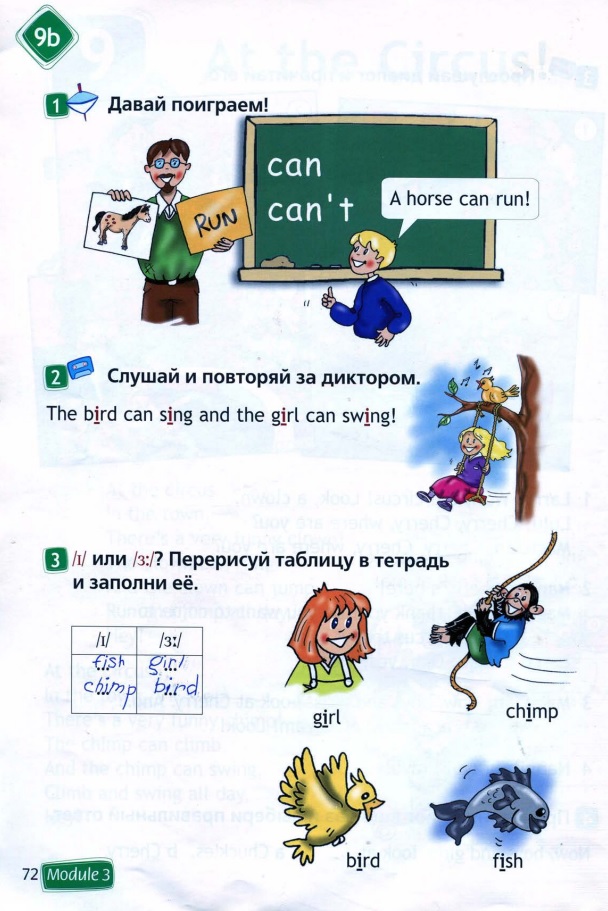 9b
1 Давай поиграем!
can
can't
A horse can run!
RUN
2 Слушай и повторяй за диктором.
The bird can sing and the girl can swing!
3 /ɪ/ или /ɜː/? Перерисуй таблицу в тетрадь
и заполни её.
/ɪ/ /ɜː/
fish girl
chimp bird
girl
chimp
bird
fish
72 Module 3